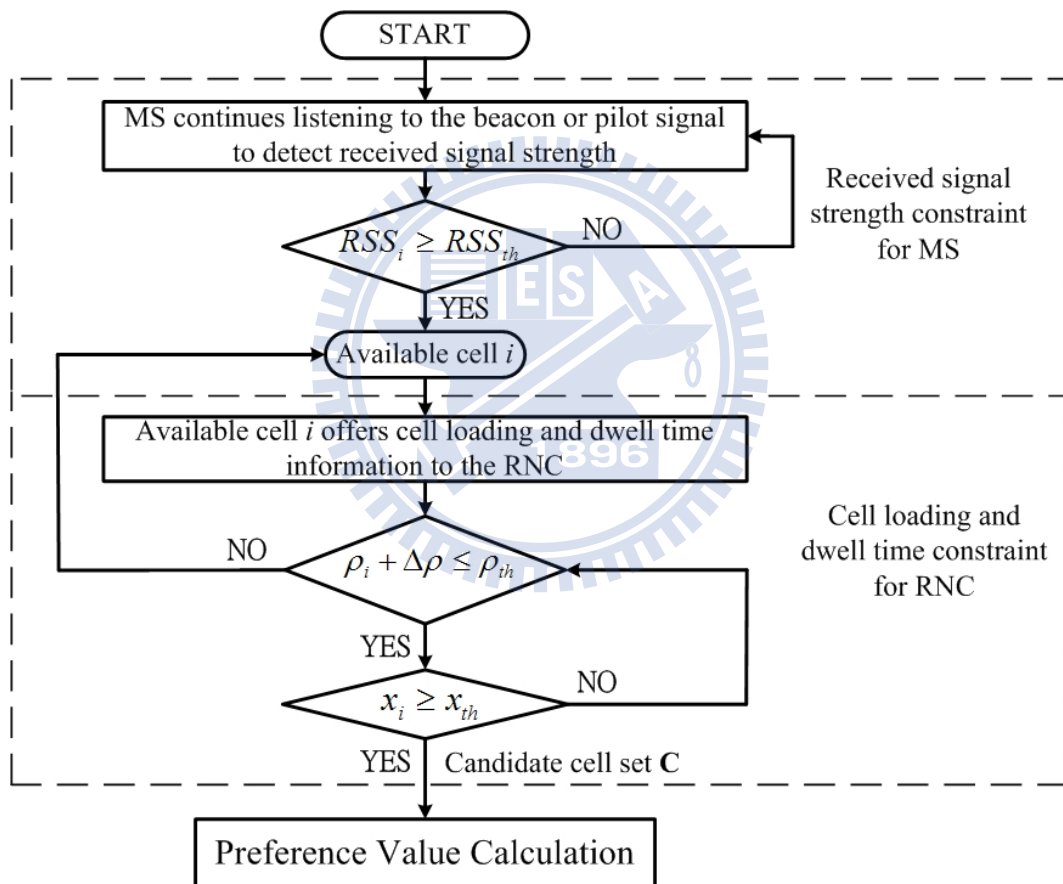 START
MS continues listening to the beacon or pilot signal
to detect received signal strength
Received signal
strength constraint
for MS
RSS_i ≥ RSS_th
NO
YES
ES A
Available cell i
Available cell i offers cell loading and dwell time
information to the RNC
1896
Cell loading and
dwell time constraint
for RNC
NO
ρ_i + Δρ ≤ ρ_th
YES
x_i ≥ x_th
NO
YES
Candidate cell set C
Preference Value Calculation